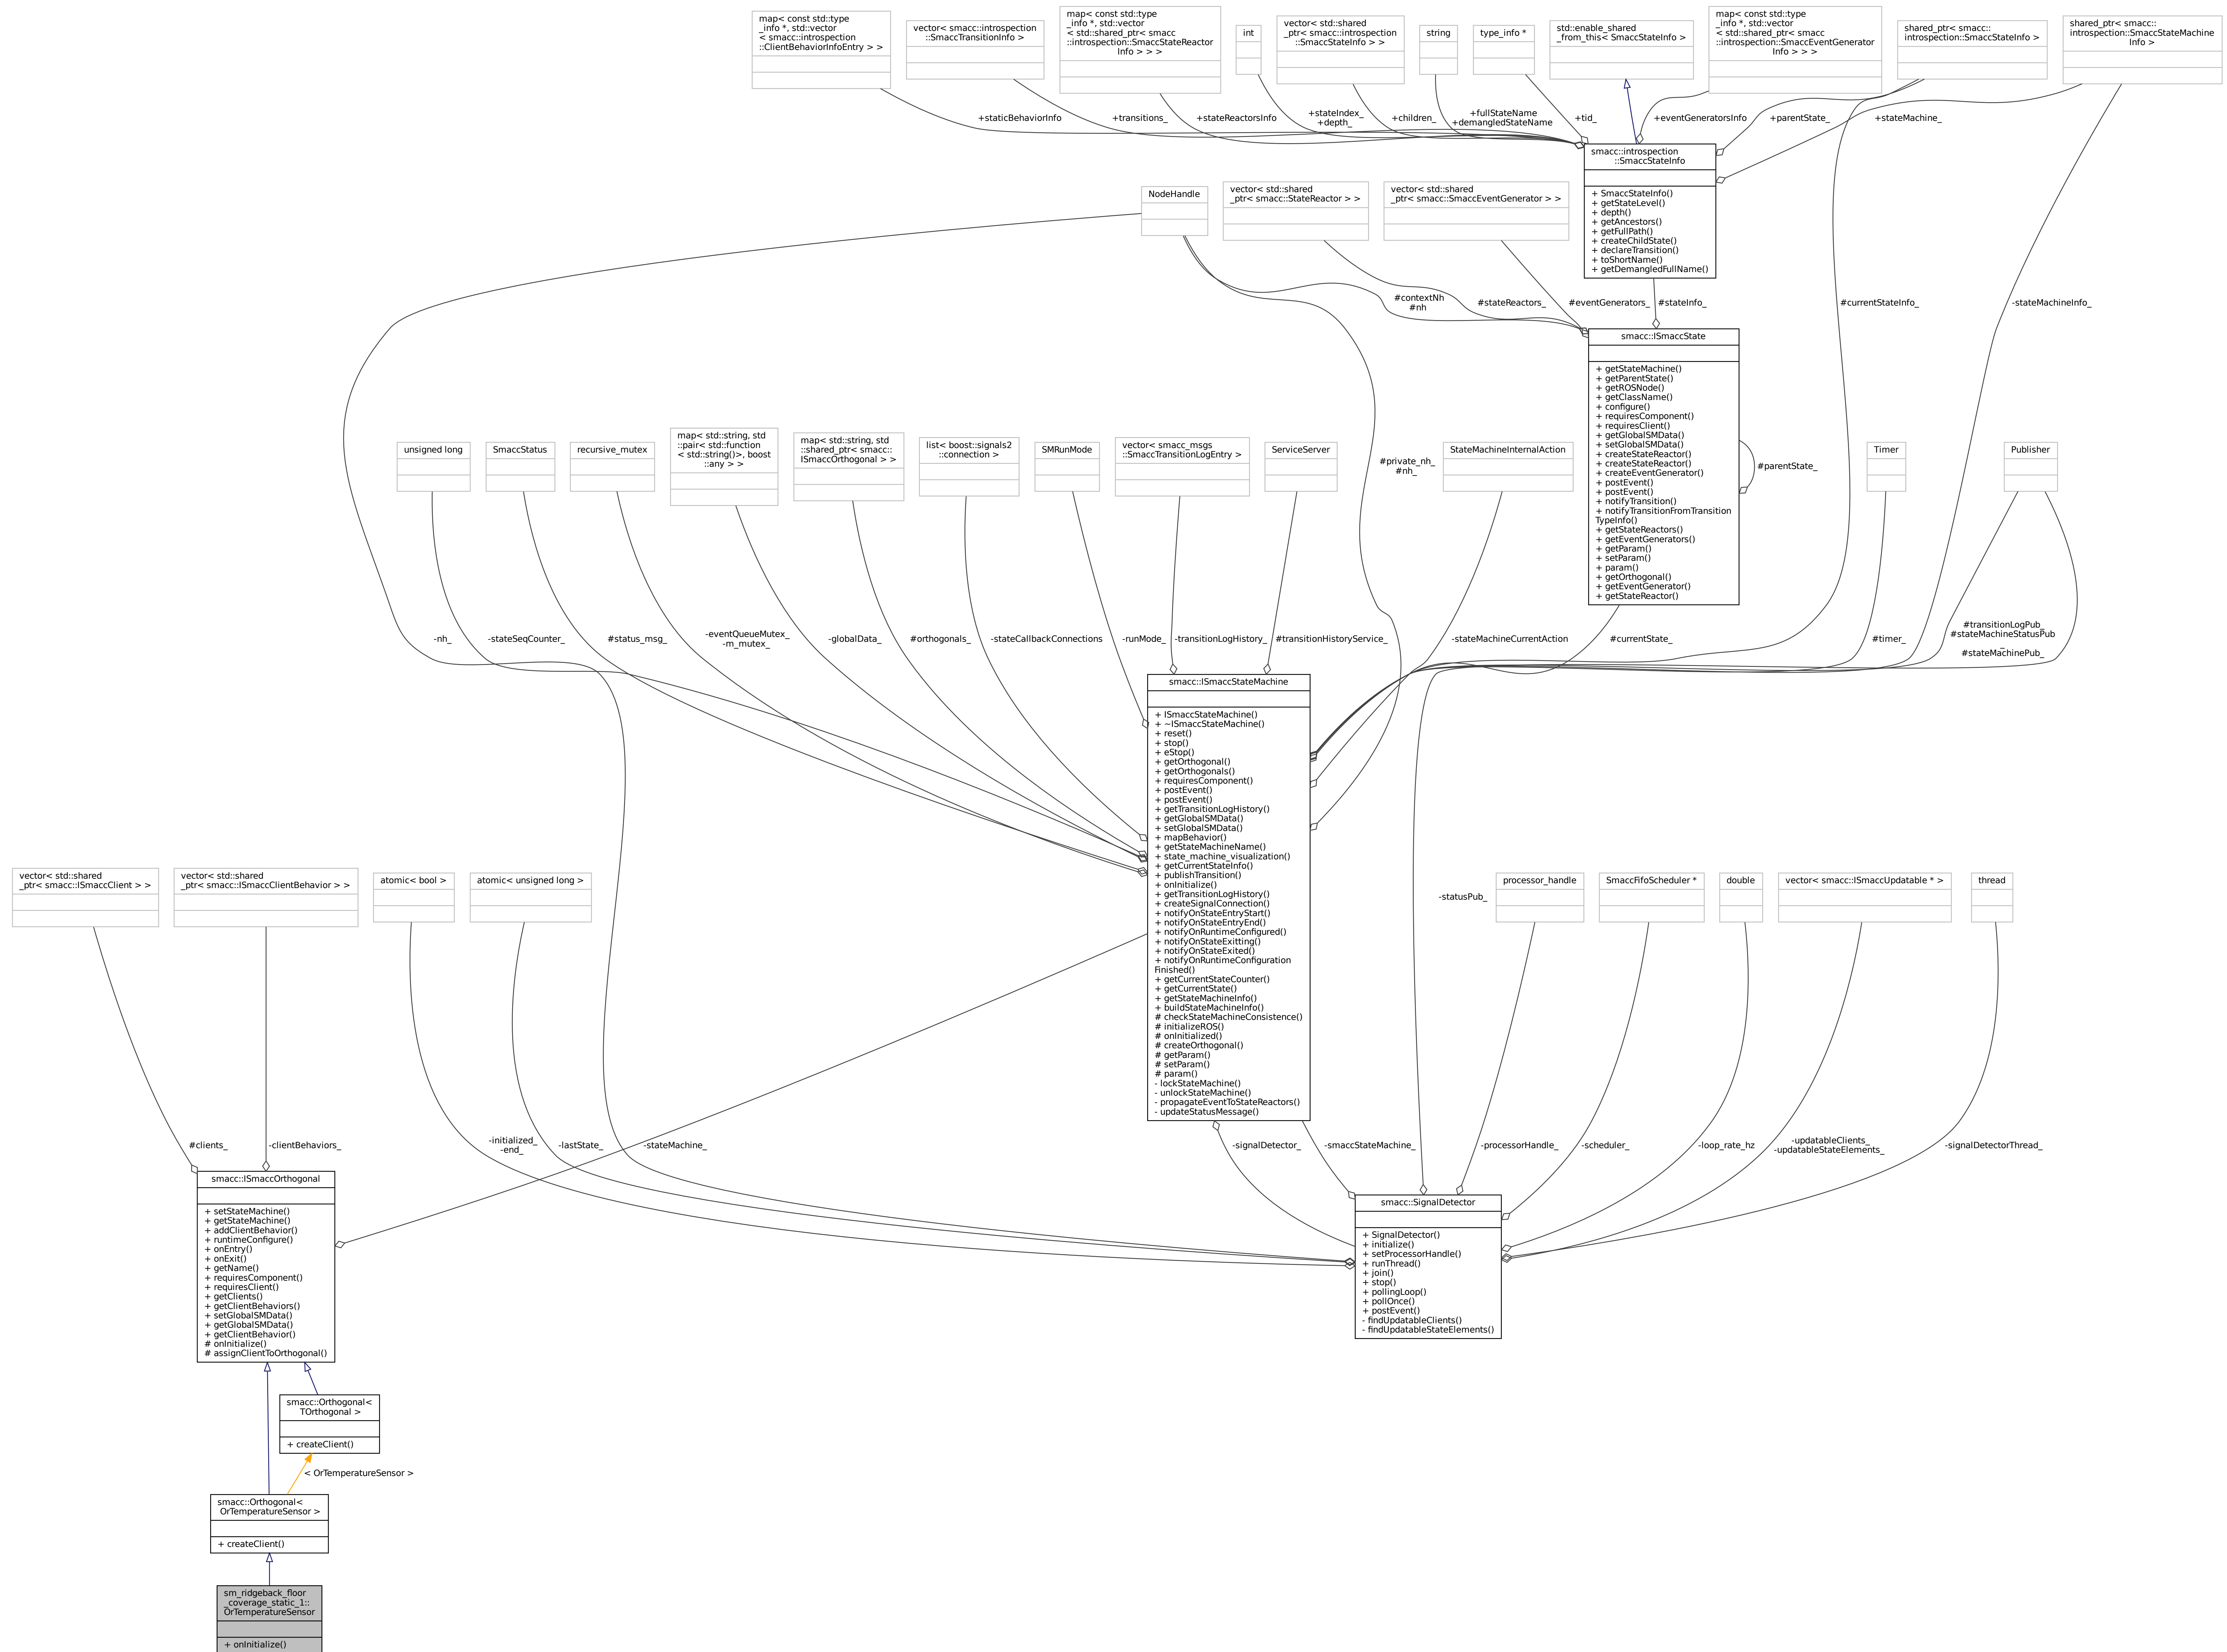 map< const std::type
_info *, std::vector
< smacc::introspection
::ClientBehaviorInfoEntry > >
vector< smacc::introspection
::SmaccTransitionInfo >
map< const std::type
_info *, std::vector
< std::shared_ptr< smacc
::introspection::SmaccStateReactor
Info > > >
int
vector< std::shared
_ptr< smacc::introspection
::SmaccStateInfo > >
string
type_info *
std::enable_shared
_from_this< SmaccStateInfo >
map< const std::type
_info *, std::vector
< std::shared_ptr< smacc
::introspection::SmaccEventGenerator
Info > > >
shared_ptr< smacc::
introspection::SmaccStateInfo >
shared_ptr< smacc::
introspection::SmaccStateMachine
Info >
+staticBehaviorInfo
+transitions_
+stateReactorsInfo
+stateIndex_
+depth_
+children_
+fullStateName
+demangledStateName
+tid_
+eventGeneratorsInfo
+parentState_
+stateMachine_
smacc::introspection
::SmaccStateInfo
+ SmaccStateInfo()
+ getStateLevel()
+ depth()
+ getAncestors()
+ getFullPath()
+ createChildState()
+ declareTransition()
+ toShortName()
+ getDemangledFullName()
NodeHandle
vector< std::shared
_ptr< smacc::StateReactor > >
vector< std::shared
_ptr< smacc::SmaccEventGenerator > >
#contextNh
#nh
#stateReactors_
#eventGenerators_
#stateInfo_
#currentStateInfo_
-stateMachineInfo_
smacc::ISmaccState
+ getStateMachine()
+ getParentState()
+ getROSNode()
+ getClassName()
+ configure()
+ requiresComponent()
+ requiresClient()
+ getGlobalSMData()
+ setGlobalSMData()
+ createStateReactor()
+ createStateReactor()
+ createEventGenerator()
+ postEvent()
+ postEvent()
+ notifyTransition()
+ notifyTransitionFromTransition
TypeInfo()
+ getStateReactors()
+ getEventGenerators()
+ getParam()
+ setParam()
+ param()
+ getOrthogonal()
+ getEventGenerator()
+ getStateReactor()
#parentState_
unsigned long
SmaccStatus
recursive_mutex
map< std::string, std
::pair< std::function
< std::string()>, boost
::any > >
map< std::string, std
::shared_ptr< smacc::
ISmaccOrthogonal > >
list< boost::signals2
::connection >
SMRunMode
vector< smacc_msgs
::SmaccTransitionLogEntry >
ServiceServer
#private_nh_
#nh_
StateMachineInternalAction
Timer
Publisher
-nh_
-stateSeqCounter_
#status_msg_
-eventQueueMutex_
-m_mutex_
-globalData_
#orthogonals_
-stateCallbackConnections
-runMode_
-transitionLogHistory_
#transitionHistoryService_
-stateMachineCurrentAction
#currentState_
#timer_
#transitionLogPub_
#stateMachineStatusPub
_
#stateMachinePub_
smacc::ISmaccStateMachine
+ ISmaccStateMachine()
+ ~ISmaccStateMachine()
+ reset()
+ stop()
+ eStop()
+ getOrthogonal()
+ getOrthogonals()
+ requiresComponent()
+ postEvent()
+ postEvent()
+ getTransitionLogHistory()
+ getGlobalSMData()
+ setGlobalSMData()
+ mapBehavior()
+ getStateMachineName()
+ state_machine_visualization()
+ getCurrentStateInfo()
+ publishTransition()
+ onInitialize()
+ getTransitionLogHistory()
+ createSignalConnection()
+ notifyOnStateEntryStart()
+ notifyOnStateEntryEnd()
+ notifyOnRuntimeConfigured()
+ notifyOnStateExitting()
+ notifyOnStateExited()
+ notifyOnRuntimeConfiguration
Finished()
+ getCurrentStateCounter()
+ getCurrentState()
+ getStateMachineInfo()
+ buildStateMachineInfo()
# checkStateMachineConsistence()
# initializeROS()
# onInitialized()
# createOrthogonal()
# getParam()
# setParam()
# param()
- lockStateMachine()
- unlockStateMachine()
- propagateEventToStateReactors()
- updateStatusMessage()
vector< std::shared
_ptr< smacc::ISmaccClient > >
vector< std::shared
_ptr< smacc::ISmaccClientBehavior > >
atomic< bool >
atomic< unsigned long >
-statusPub_
processor_handle
SmaccFifoScheduler *
double
vector< smacc::ISmaccUpdatable * >
thread
#clients_
-clientBehaviors_
-initialized_
-end_
-lastState_
-stateMachine_
-signalDetector_
-smaccStateMachine_
-processorHandle_
-scheduler_
-loop_rate_hz
-updatableClients_
-updatableStateElements_
-signalDetectorThread_
smacc::ISmaccOrthogonal
+ setStateMachine()
+ getStateMachine()
+ addClientBehavior()
+ runtimeConfigure()
+ onEntry()
+ onExit()
+ getName()
+ requiresComponent()
+ requiresClient()
+ getClients()
+ getClientBehaviors()
+ setGlobalSMData()
+ getGlobalSMData()
+ getClientBehavior()
# onInitialize()
# assignClientToOrthogonal()
smacc::SignalDetector
+ SignalDetector()
+ initialize()
+ setProcessorHandle()
+ runThread()
+ join()
+ stop()
+ pollingLoop()
+ pollOnce()
+ postEvent()
- findUpdatableClients()
- findUpdatableStateElements()
smacc::Orthogonal<
TOrthogonal >
+ createClient()
< OrTemperatureSensor >
smacc::Orthogonal<
OrTemperatureSensor >
+ createClient()
sm_ridgeback_floor
_coverage_static_1::
OrTemperatureSensor
+ onInitialize()